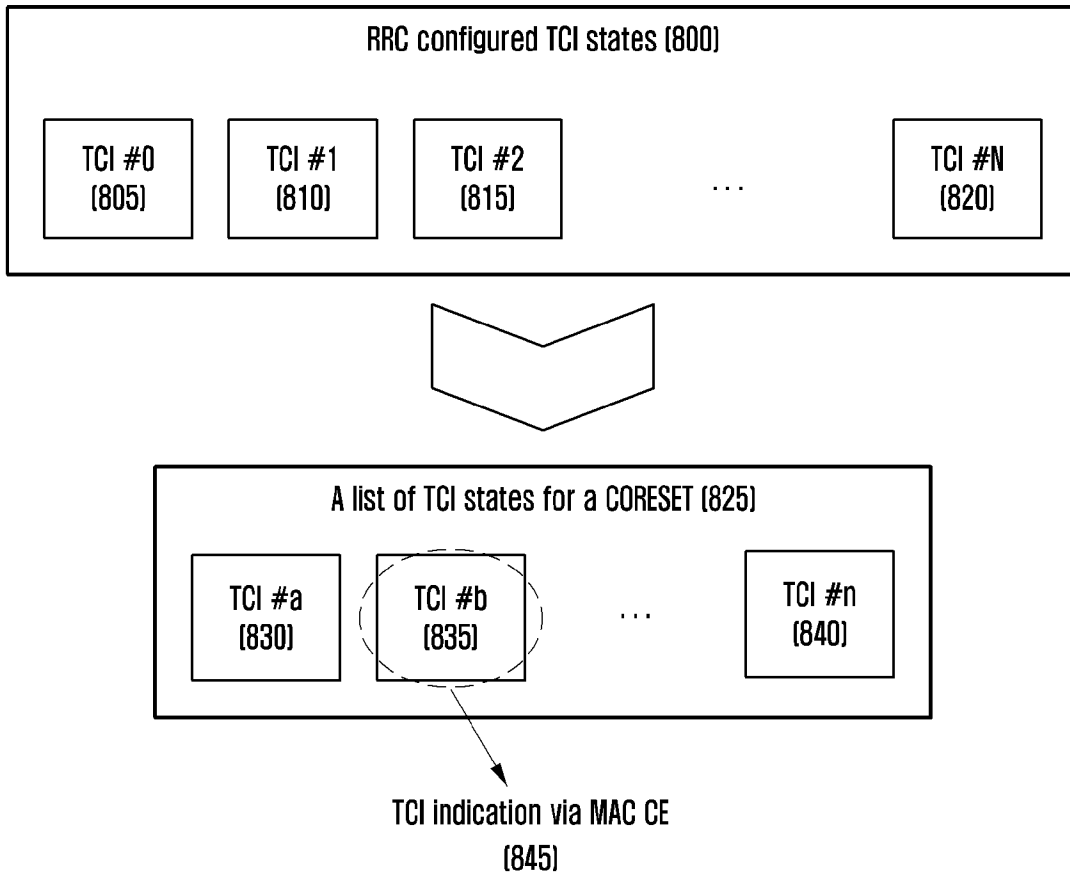 RRC configured TCI states (800)
TCI #0
(805)
TCI #1
(810)
TCI #2
(815)
...
TCI #N
(820)
A list of TCI states for a CORESET (825)
TCI #a
(830)
TCI #b
(835)
...
TCI #n
(840)
TCI indication via MAC CE
(845)